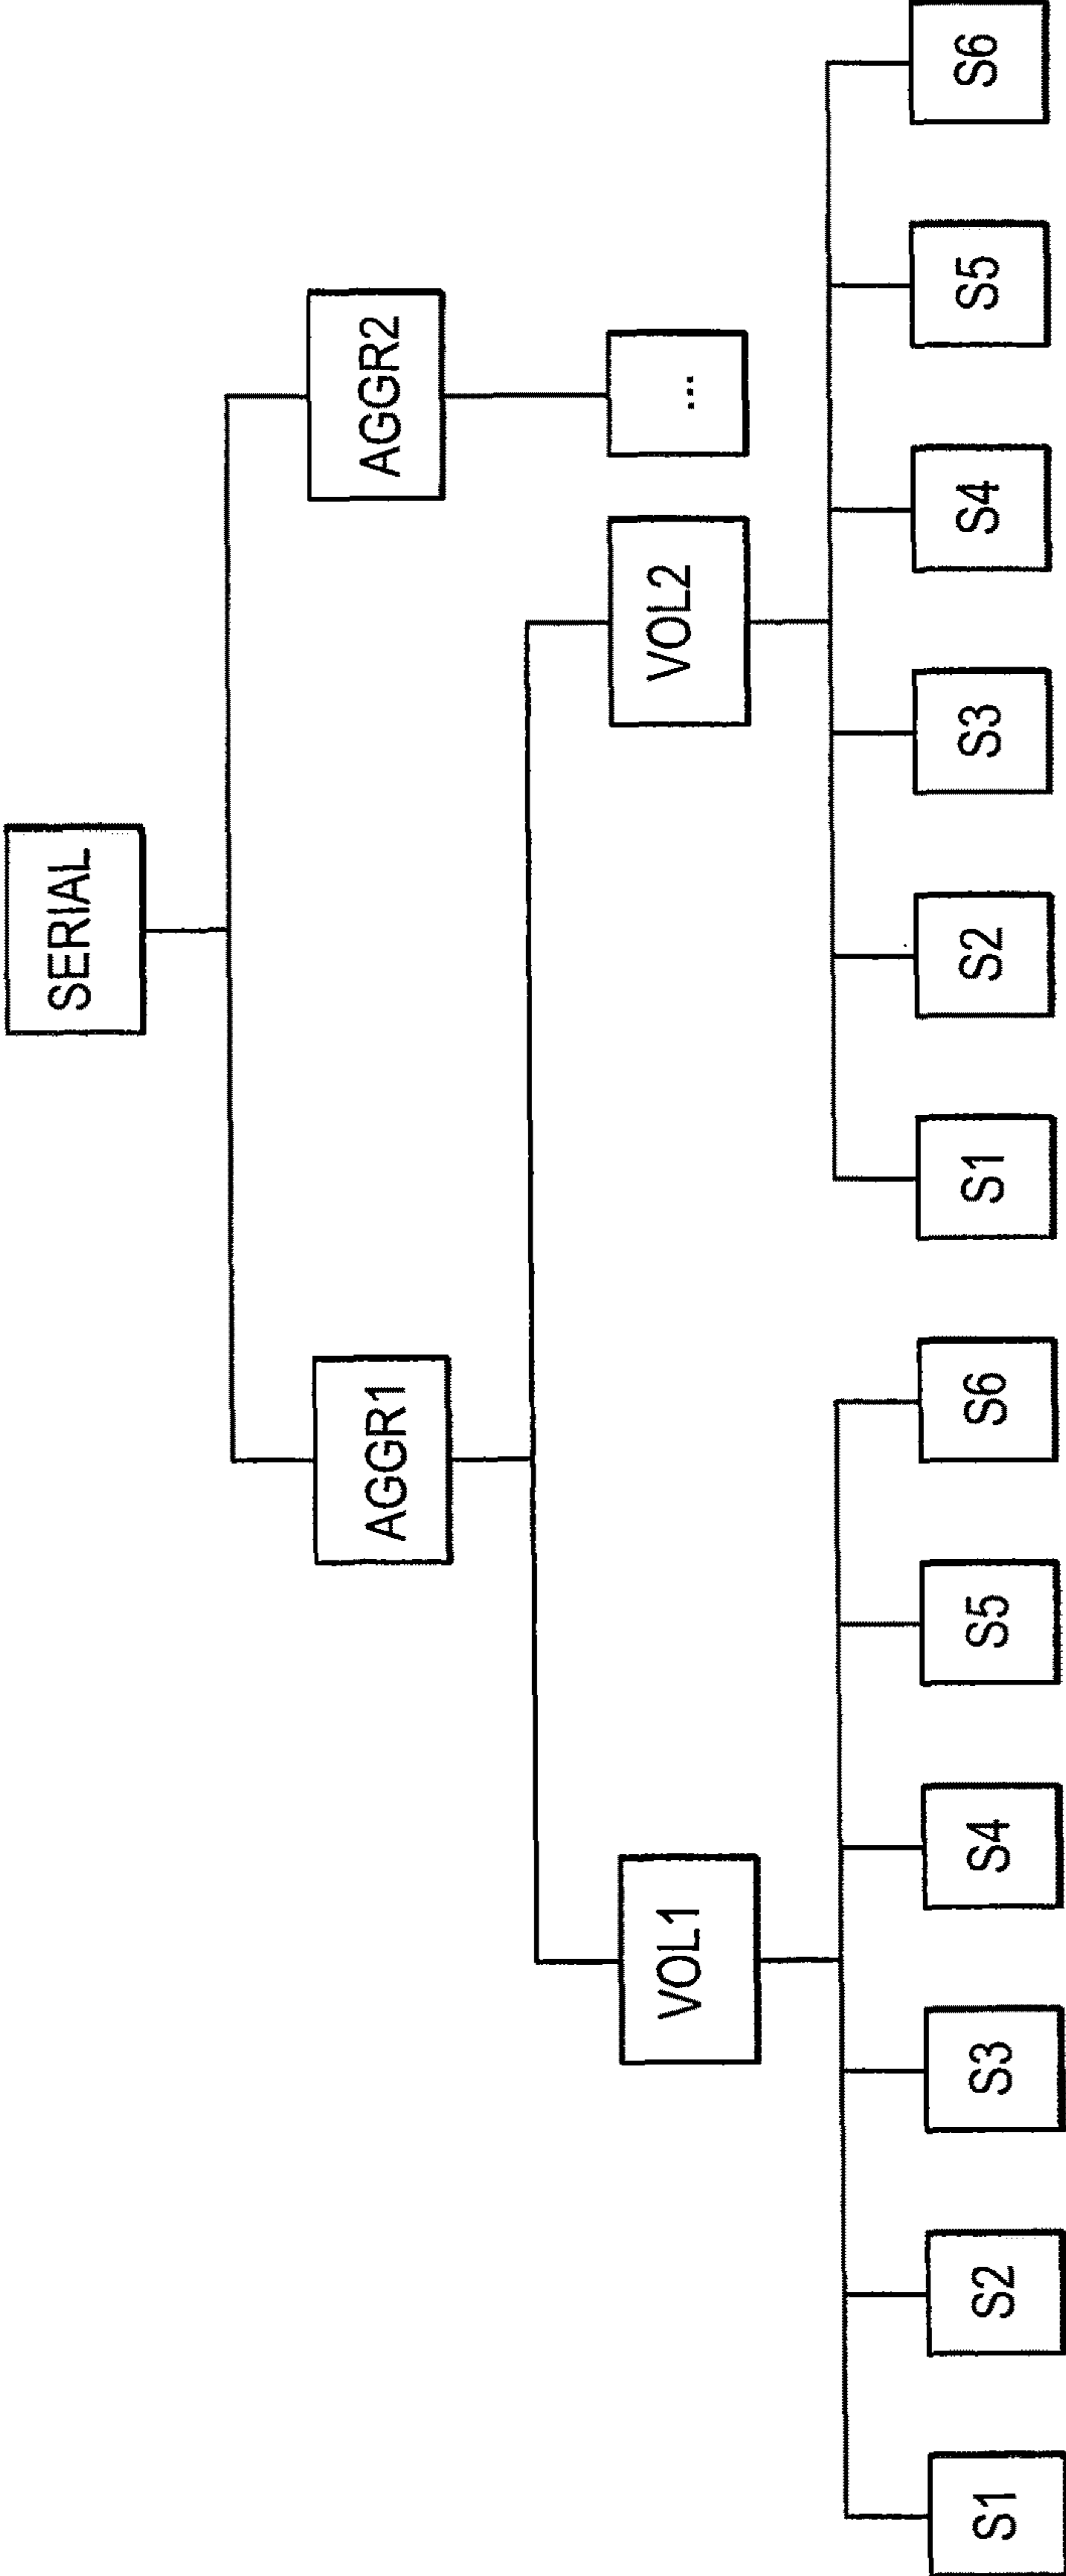 SERIAL
AGGR1
AGGR2
VOL1
VOL2
...
S1
S2
S3
S4
S5
S6
S1
S2
S3
S4
S5
S6